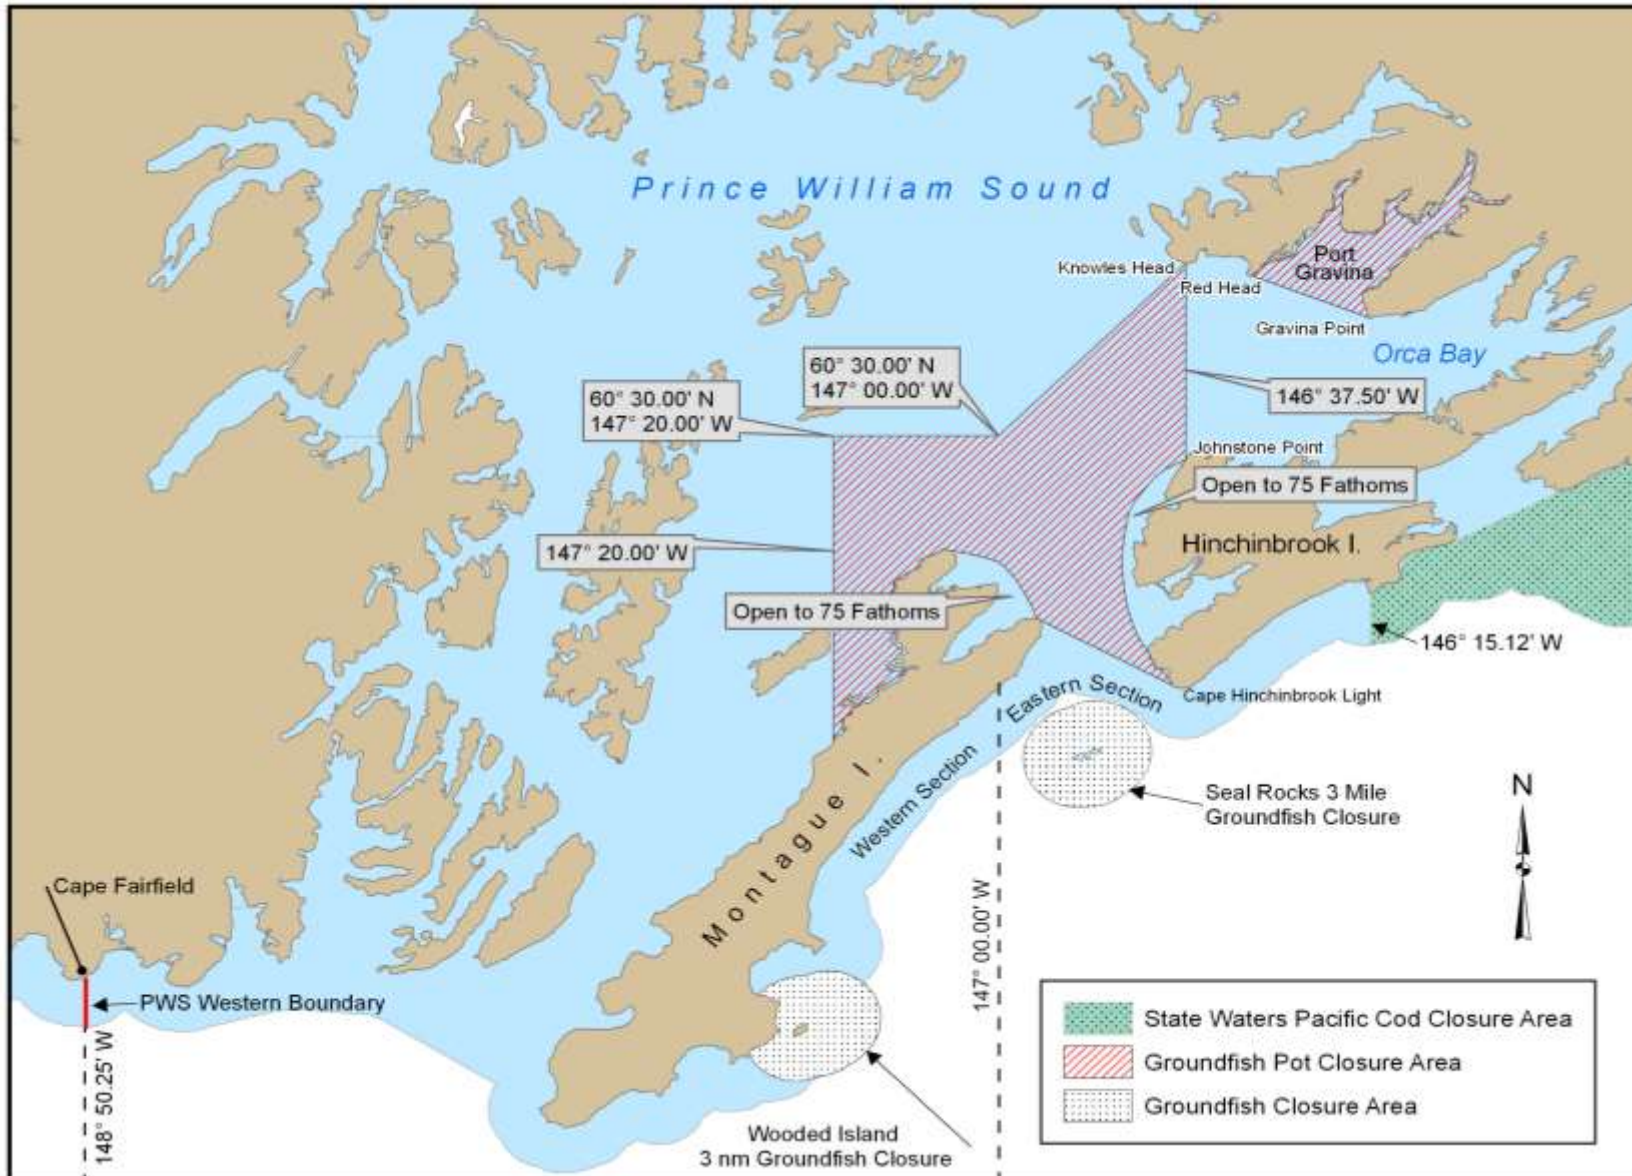 Prince William Sound
Knowles Head
Port
Gravina
Red Head
Gravina Point
Orca Bay
60° 30.00' N
147° 00.00' W
60° 30.00' N
147° 20.00' W
146° 37.50' W
Johnstone Point
Open to 75 Fathoms
147° 20.00' W
Hinchinbrook I.
Open to 75 Fathoms
146° 15.12' W
Cape Hinchinbrook Light
Eastern Section
Western Section
Seal Rocks 3 Mile
Groundfish Closure
N
Montague I.
Cape Fairfield
PWS Western Boundary
148° 50.25' W
147° 00.00' W
Wooded Island
3 nm Groundfish Closure
State Waters Pacific Cod Closure Area
Groundfish Pot Closure Area
Groundfish Closure Area